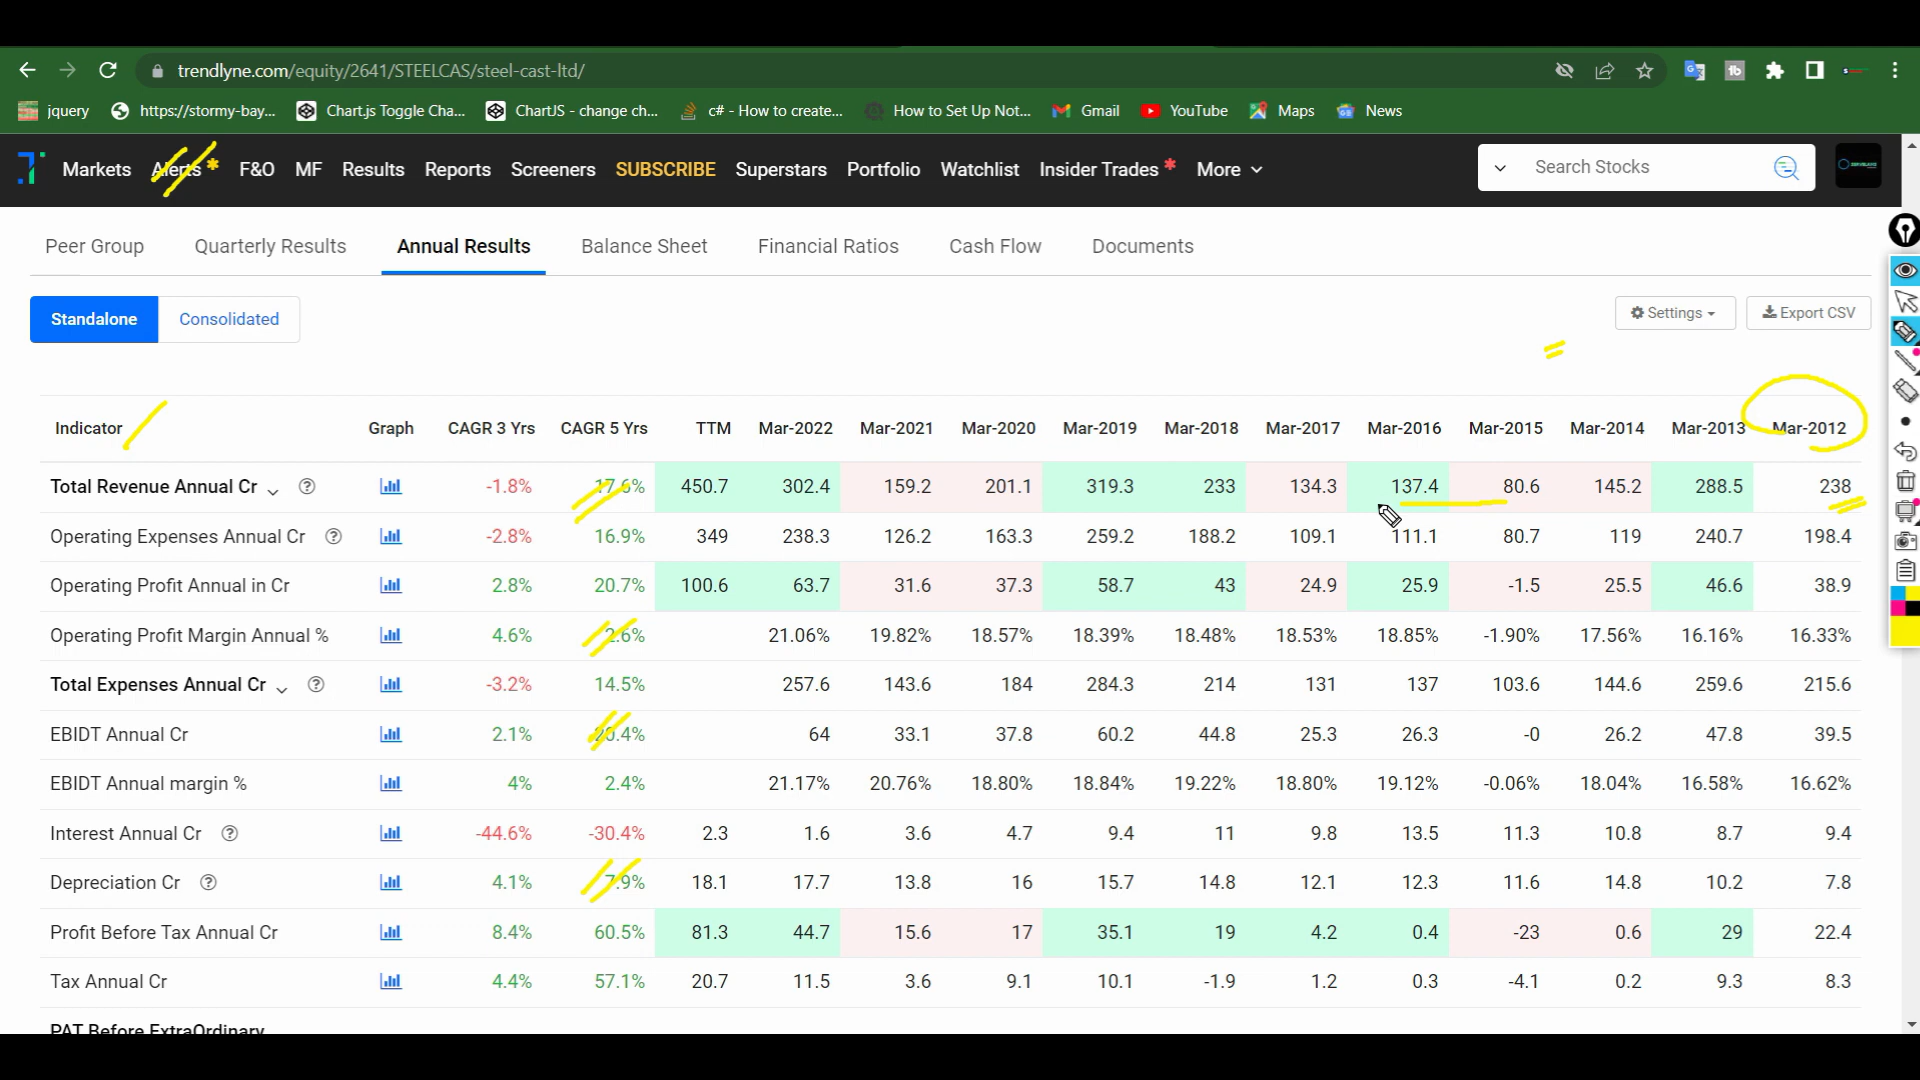 trendlyne.com/equity/2641/STEELCAS/steel-cast-ltd/
jquery https://stormy-bay... Chart.js Toggle Cha... ChartJS - change ch... c# - How to create... How to Set Up Not... Gmail YouTube Maps News
Markets Alerts * F&O MF Results Reports Screeners SUBSCRIBE Superstars Portfolio Watchlist Insider Trades * More Search Stocks
Peer Group Quarterly Results Annual Results Balance Sheet Financial Ratios Cash Flow Documents
Standalone Consolidated Settings Export CSV
Indicator Graph CAGR 3 Yrs CAGR 5 Yrs TTM Mar-2022 Mar-2021 Mar-2020 Mar-2019 Mar-2018 Mar-2017 Mar-2016 Mar-2015 Mar-2014 Mar-2013 Mar-2012
Total Revenue Annual Cr ? -1.8% 17.6% 450.7 302.4 159.2 201.1 319.3 233 134.3 137.4 80.6 145.2 288.5 238
Operating Expenses Annual Cr ? -2.8% 16.9% 349 238.3 126.2 163.3 259.2 188.2 109.1 111.1 80.7 119 240.7 198.4
Operating Profit Annual in Cr 2.8% 20.7% 100.6 63.7 31.6 37.3 58.7 43 24.9 25.9 -1.5 25.5 46.6 38.9
Operating Profit Margin Annual % 4.6% 2.6% 21.06% 19.82% 18.57% 18.39% 18.48% 18.53% 18.85% -1.90% 17.56% 16.16% 16.33%
Total Expenses Annual Cr ? -3.2% 14.5% 257.6 143.6 184 284.3 214 131 137 103.6 144.6 259.6 215.6
EBIDT Annual Cr 2.1% 20.4% 64 33.1 37.8 60.2 44.8 25.3 26.3 -0 26.2 47.8 39.5
EBIDT Annual margin % 4% 2.4% 21.17% 20.76% 18.80% 18.84% 19.22% 18.80% 19.12% -0.06% 18.04% 16.58% 16.62%
Interest Annual Cr ? -44.6% -30.4% 2.3 1.6 3.6 4.7 9.4 11 9.8 13.5 11.3 10.8 8.7 9.4
Depreciation Cr ? 4.1% 7.9% 18.1 17.7 13.8 16 15.7 14.8 12.1 12.3 11.6 14.8 10.2 7.8
Profit Before Tax Annual Cr 8.4% 60.5% 81.3 44.7 15.6 17 35.1 19 4.2 0.4 -23 0.6 29 22.4
Tax Annual Cr 4.4% 57.1% 20.7 11.5 3.6 9.1 10.1 -1.9 1.2 0.3 -4.1 0.2 9.3 8.3
PAT Before ExtraOrdinary